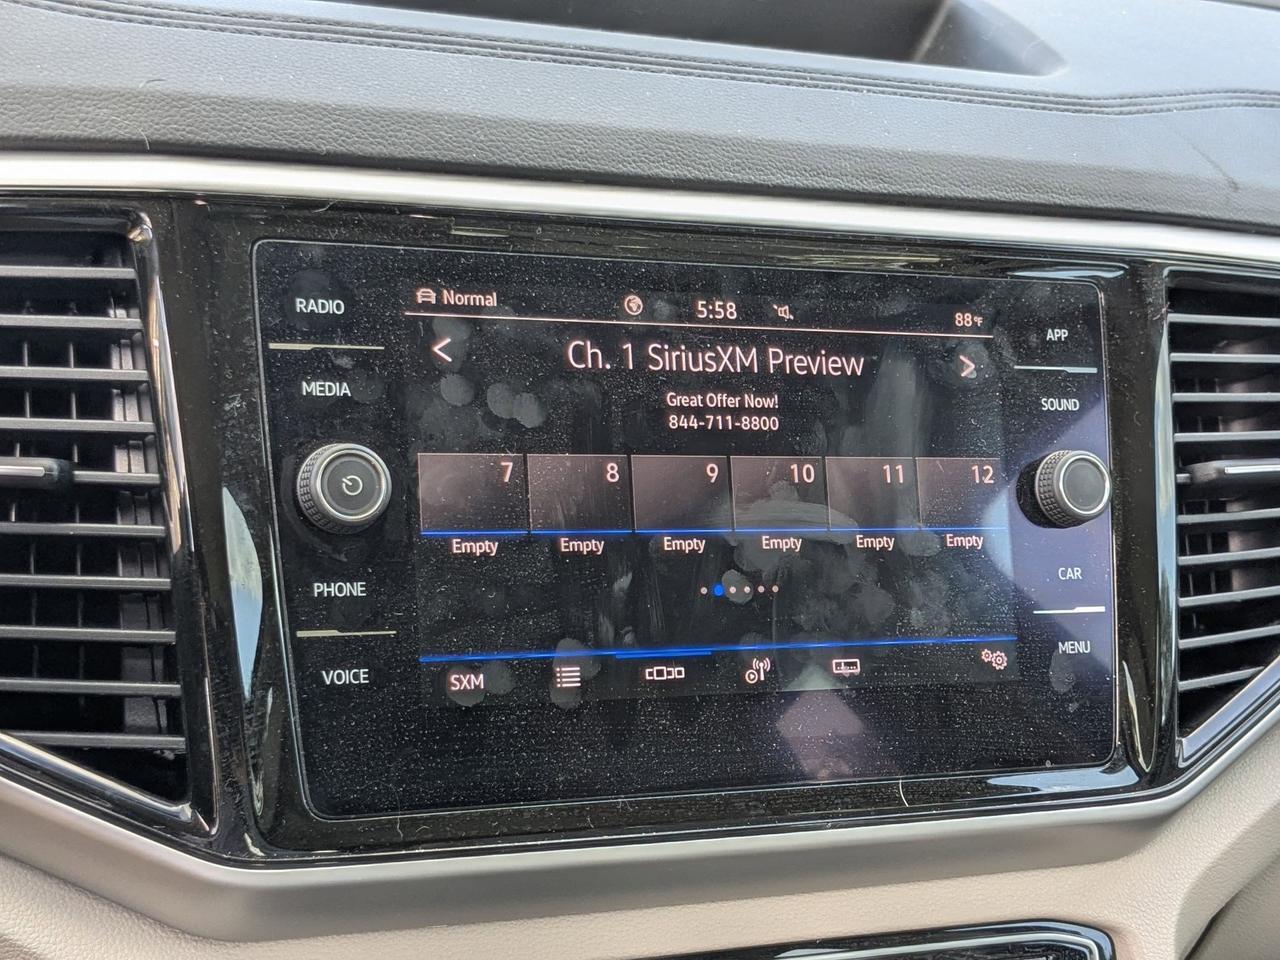 RADIO
MEDIA
PHONE
VOICE
Normal
5:58
88°F
Ch. 1 SiriusXM Preview
Great Offer Now!
844-711-8800
7 8 9 10 11 12
Empty Empty Empty Empty Empty Empty
SXM
APP
SOUND
CAR
MENU